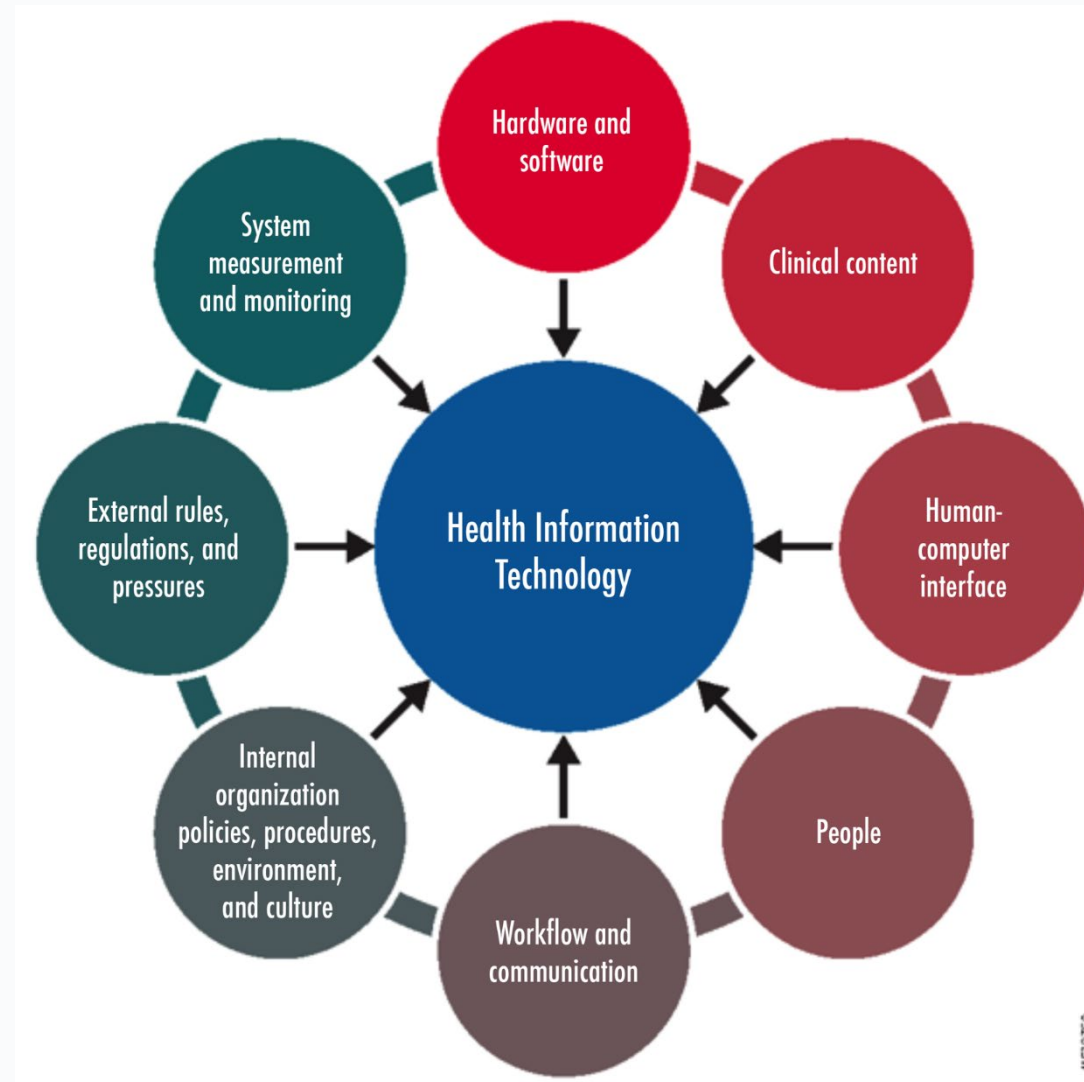 Hardware and
software
Clinical content
Human-
computer
interface
People
Workflow and
communication
Internal
organization
policies, procedures,
environment,
and culture
External rules,
regulations, and
pressures
System
measurement
and monitoring
Health Information
Technology